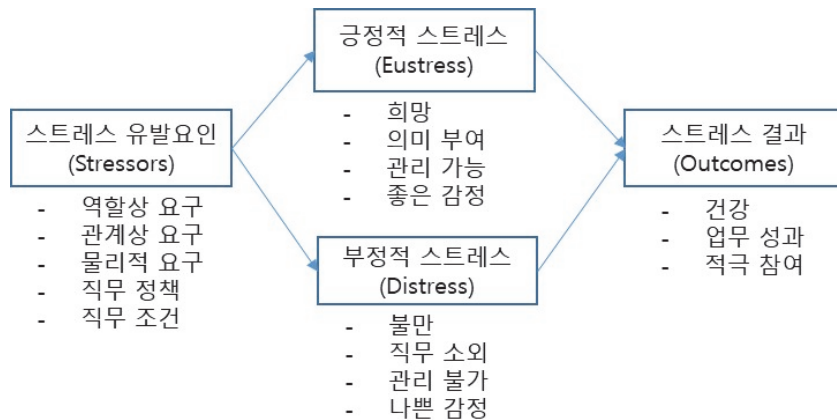 긍정적 스트레스
(Eustress)
- 희망
- 의미 부여
- 관리 가능
- 좋은 감정
스트레스 유발요인
(Stressors)
- 역할상 요구
- 관계상 요구
- 물리적 요구
- 직무 정책
- 직무 조건
부정적 스트레스
(Distress)
- 불만
- 직무 소외
- 관리 불가
- 나쁜 감정
스트레스 결과
(Outcomes)
- 건강
- 업무 성과
- 적극 참여